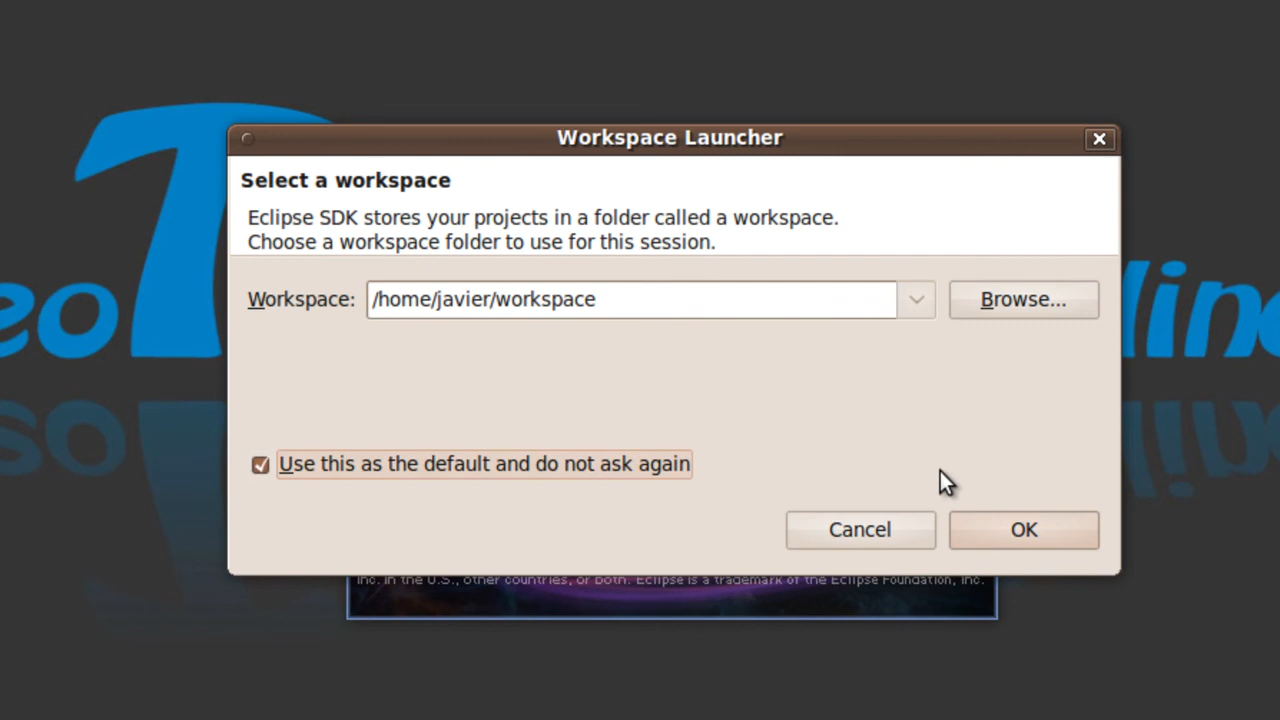 Workspace Launcher
Select a workspace
Eclipse SDK stores your projects in a folder called a workspace.
Choose a workspace folder to use for this session.
Workspace: /home/javier/workspace Browse...
Use this as the default and do not ask again
Cancel OK
Inc. in the U.S., other countries, or both. Eclipse is a trademark of the Eclipse Foundation, Inc.